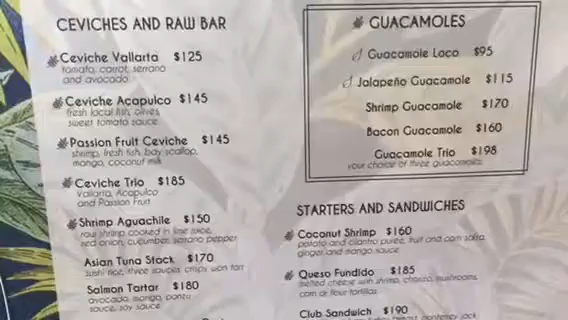 CEVICHES AND RAW BAR
Ceviche Vallarta $125
tomato, carrot, serrano
and avocado
Ceviche Acapulco $145
fresh local fish, olives,
sweet tomato sauce
Passion Fruit Ceviche $145
shrimp, fresh fish, bay scallop,
mango, coconut milk
Ceviche Trio $185
Vallarta, Acapulco
and Passion Fruit
Shrimp Aguachile $150
raw shrimp cooked in lime juice,
red onion, cucumber, serrano pepper
Asian Tuna Stack $170
sushi rice, three sauces, crisps won ton
Salmon Tartar $180
avocado, mango, ponzu
sauce, soy sauce
GUACAMOLES
Guacamole Loco $95
Jalapeño Guacamole $115
Shrimp Guacamole $170
Bacon Guacamole $160
Guacamole Trio $198
your choice of three guacamoles
STARTERS AND SANDWICHES
Coconut Shrimp $160
potato and cilantro puree, fruit and corn salsa,
ginger and mango sauce
Queso Fundido $185
melted cheese with shrimp, chorizo, mushrooms,
corn or flour tortillas
Club Sandwich $190
breast, monterey jack